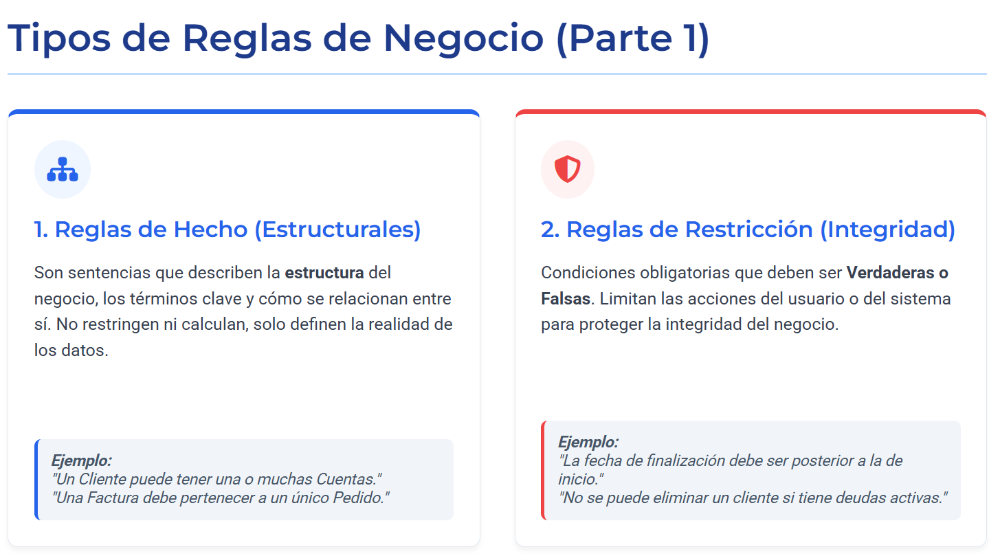 Tipos de Reglas de Negocio (Parte 1)
1. Reglas de Hecho (Estructurales)
Son sentencias que describen la estructura del
negocio, los términos clave y cómo se relacionan entre
sí. No restringen ni calculan, solo definen la realidad de
los datos.
Ejemplo:
"Un Cliente puede tener una o muchas Cuentas."
"Una Factura debe pertenecer a un único Pedido."
2. Reglas de Restricción (Integridad)
Condiciones obligatorias que deben ser Verdaderas o
Falsas. Limitan las acciones del usuario o del sistema
para proteger la integridad del negocio.
Ejemplo:
"La fecha de finalización debe ser posterior a la de
inicio."
"No se puede eliminar un cliente si tiene deudas activas."